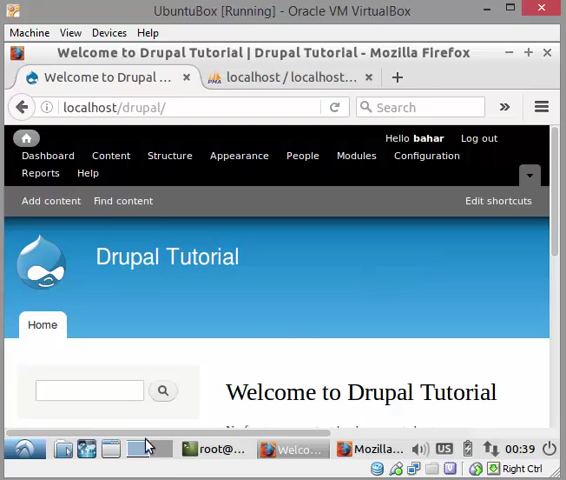 UbuntuBox [Running] - Oracle VM VirtualBox
Machine View Devices Help
Welcome to Drupal Tutorial | Drupal Tutorial - Mozilla Firefox
Welcome to Drupal ...
PMA
localhost / localhost...
localhost/drupal/
Search
Hello bahar
Log out
Dashboard Content Structure Appearance People Modules Configuration
Reports Help
Add content Find content
Edit shortcuts
Drupal Tutorial
Home
Welcome to Drupal Tutorial
root@...
Welco...
Mozilla...
US
00:39
Right Ctrl